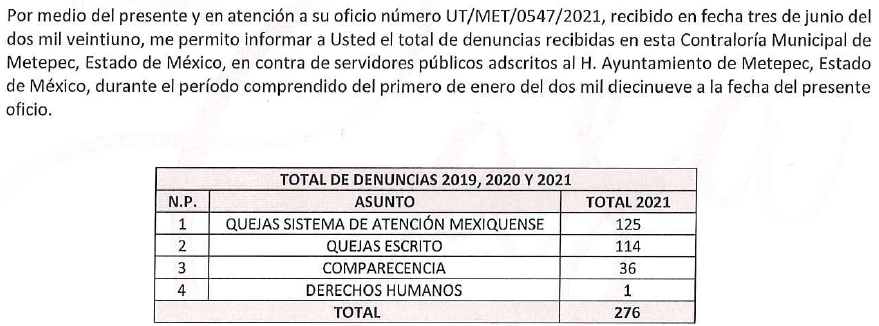 Por medio del presente y en atención a su oficio número UT/MET/0547/2021, recibido en fecha tres de junio del
dos mil veintiuno, me permito informar a Usted el total de denuncias recibidas en esta Contraloría Municipal de
Metepec, Estado de México, en contra de servidores públicos adscritos al H. Ayuntamiento de Metepec, Estado
de México, durante el período comprendido del primero de enero del dos mil diecinueve a la fecha del presente
oficio.
TOTAL DE DENUNCIAS 2019, 2020 Y 2021
N.P. ASUNTO TOTAL 2021
1 QUEJAS SISTEMA DE ATENCIÓN MEXIQUENSE 125
2 QUEJAS ESCRITO 114
3 COMPARECENCIA 36
4 DERECHOS HUMANOS 1
TOTAL 276